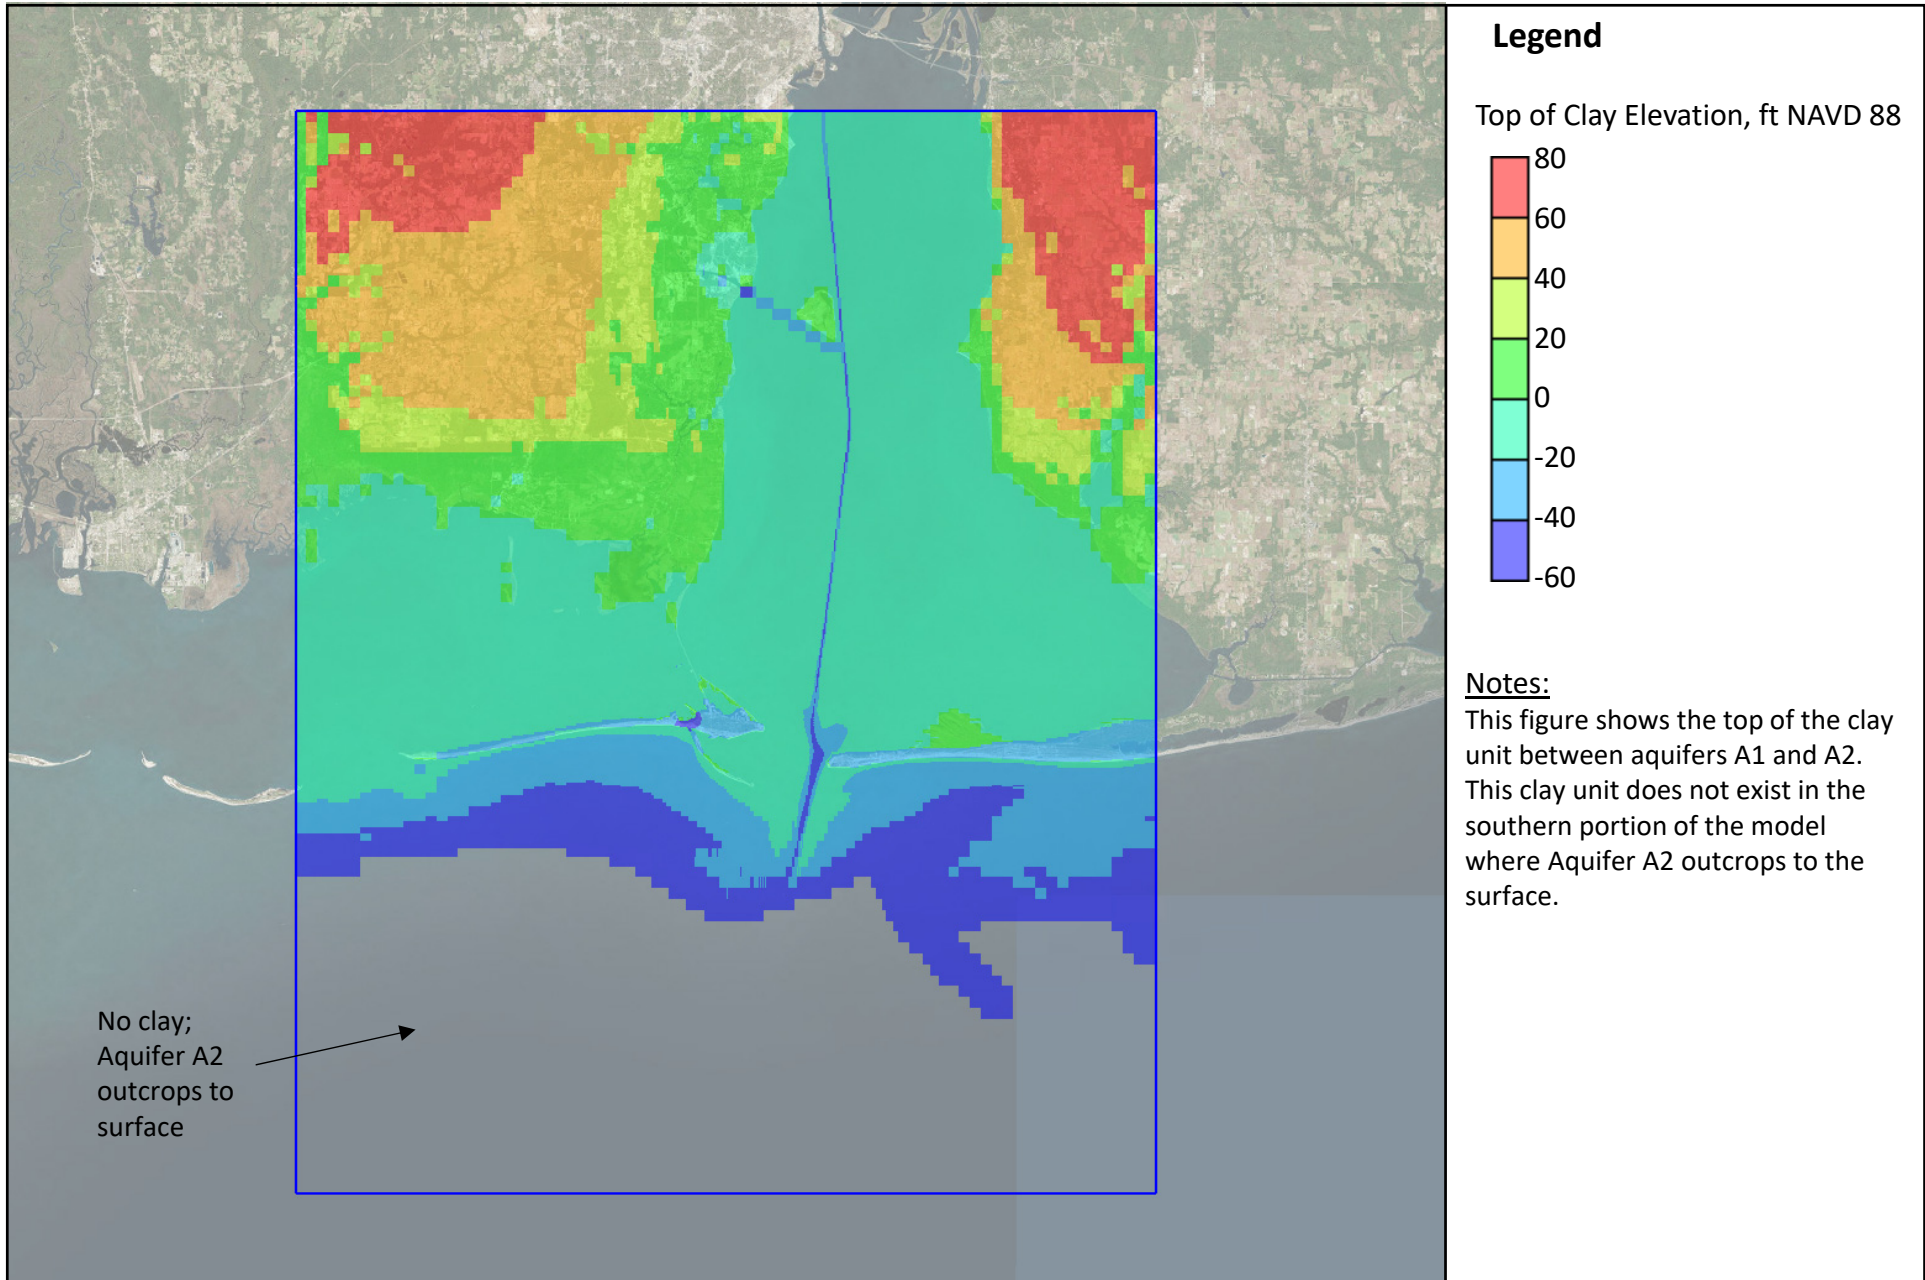 Legend
Top of Clay Elevation, ft NAVD 88
80
60
40
20
0
-20
-40
-60
Notes:
This figure shows the top of the clay
unit between aquifers A1 and A2.
This clay unit does not exist in the
southern portion of the model
where Aquifer A2 outcrops to the
surface.
No clay;
Aquifer A2
outcrops to
surface